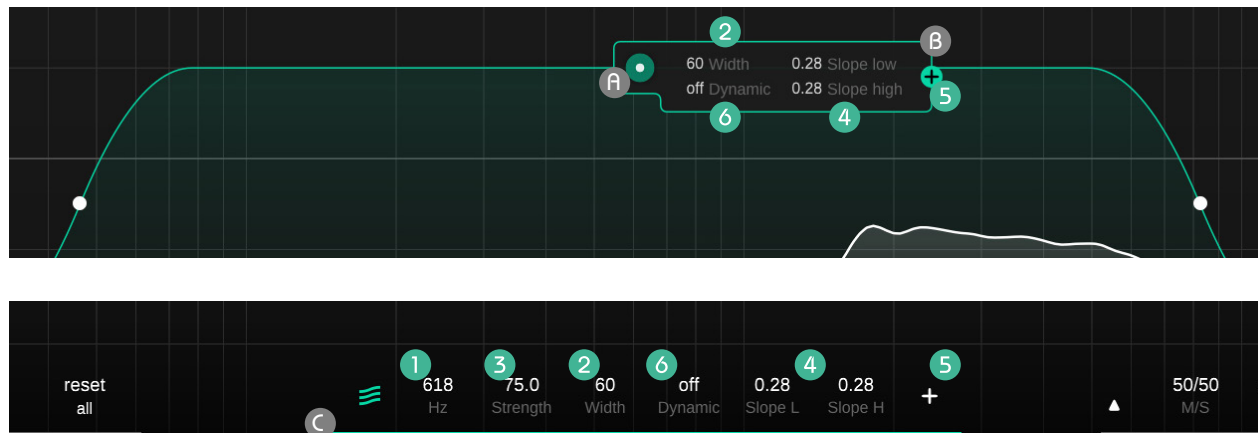 2
B
60 Width 0.28 Slope low
A
off Dynamic 0.28 Slope high
5
6 4
1 3 2 6 4 5
reset 618 75.0 60 off 0.28 0.28 + 50/50
all Hz Strength Width Dynamic Slope L Slope H M/S
C